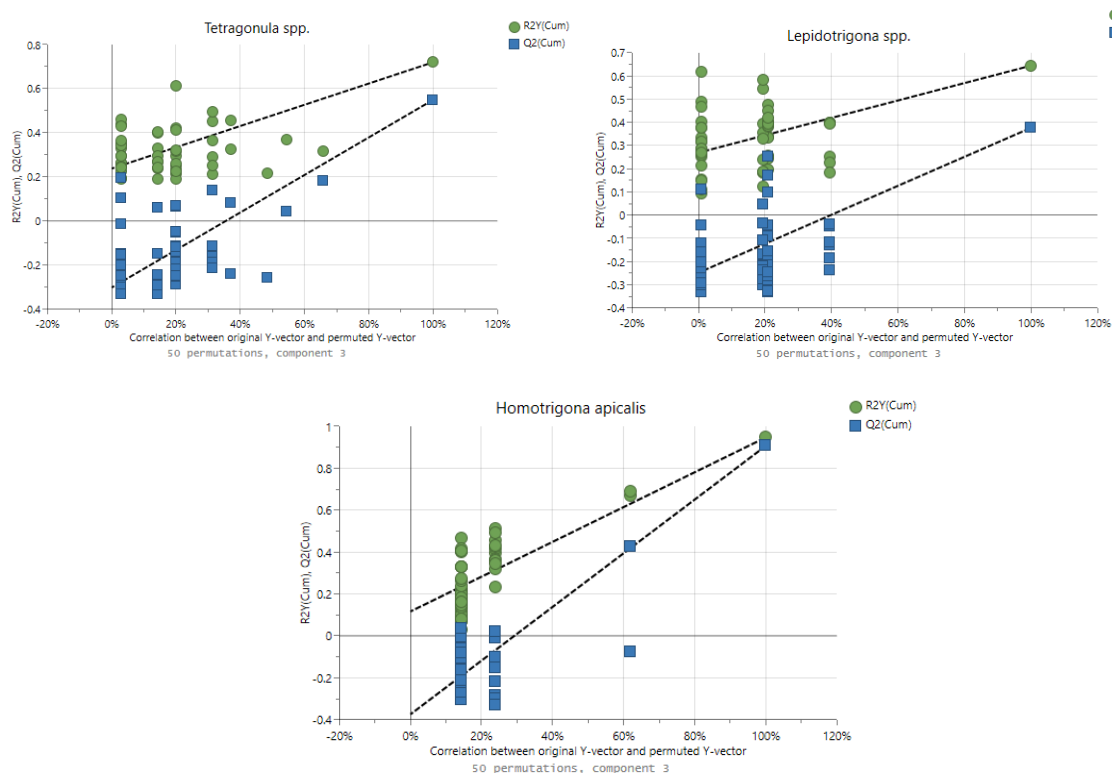 Tetragonula spp.
R2Y(Cum)
Q2(Cum)
R2Y(Cum), Q2(Cum)
0.8
0.6
0.4
0.2
0
-0.2
-0.4
-20% 0% 20% 40% 60% 80% 100% 120%
Correlation between original Y-vector and permuted Y-vector
50 permutations, component 3
Lepidotrigona spp.
R2Y(Cum), Q2(Cum)
0.7
0.6
0.5
0.4
0.3
0.2
0.1
0
-0.1
-0.2
-0.3
-0.4
-20% 0% 20% 40% 60% 80% 100% 120%
Correlation between original Y-vector and permuted Y-vector
50 permutations, component 3
Homotrigona apicalis
R2Y(Cum)
Q2(Cum)
R2Y(Cum), Q2(Cum)
1
0.8
0.6
0.4
0.2
0
-0.2
-0.4
-20% 0% 20% 40% 60% 80% 100% 120%
Correlation between original Y-vector and permuted Y-vector
50 permutations, component 3